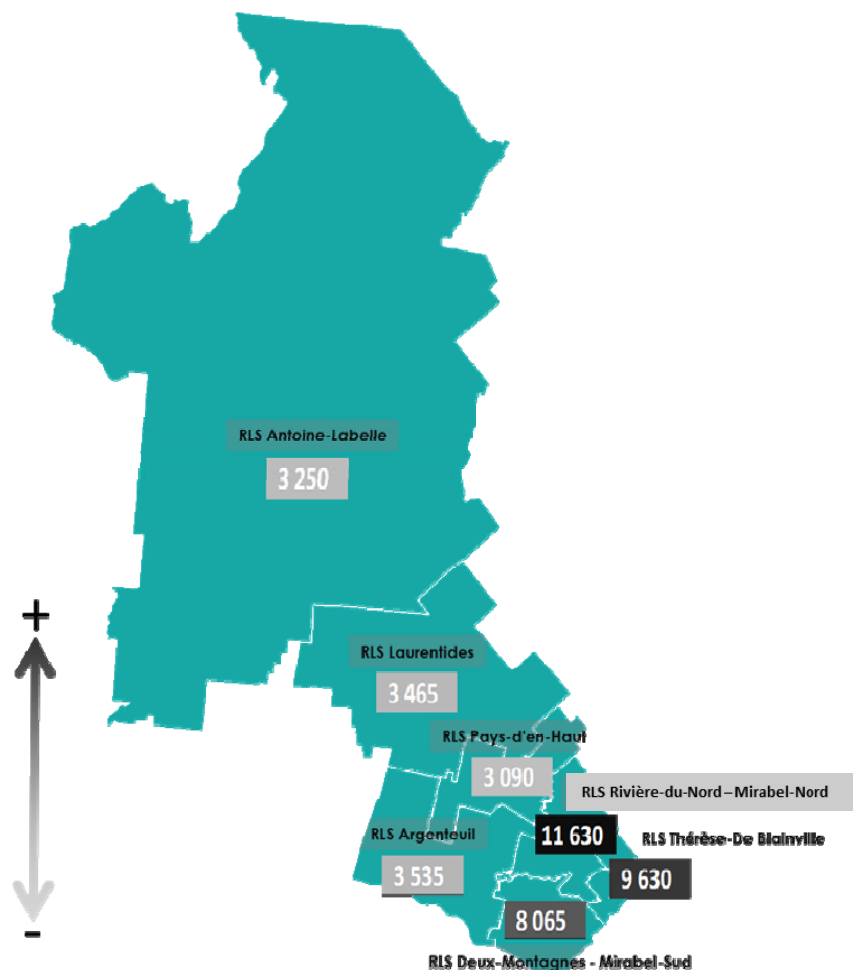 RLS Antoine-Labelle
3 250
+
RLS Laurentides
3 465
RLS Pays-d'en-Haut
3 090
RLS Rivière-du-Nord – Mirabel-Nord
11 630
RLS Argenteuil
3 535
RLS Thérèse-De Blainville
9 630
8 065
-
RLS Deux-Montagnes - Mirabel-Sud